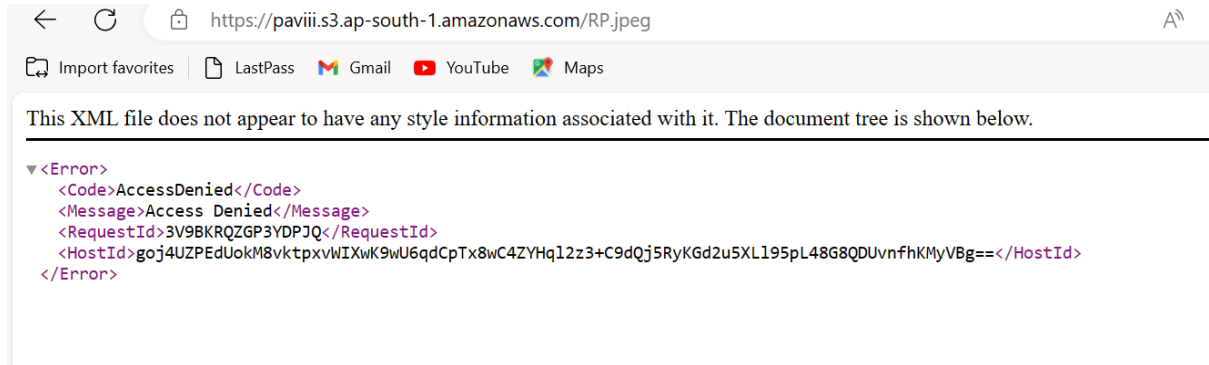 https://paviii.s3.ap-south-1.amazonaws.com/RP.jpeg
Import favorites LastPass Gmail YouTube Maps
This XML file does not appear to have any style information associated with it. The document tree is shown below.
▼<Error>
<Code>AccessDenied</Code>
<Message>Access Denied</Message>
<RequestId>3V9BKRQZGP3YDPJQ</RequestId>
<HostId>goj4UZPEdUokM8vktpxvWIXwK9wU6qdCpTx8wC4ZYHql2z3+C9dQj5RyKGd2u5XLl95pL48G8QDUvnfhKMyVBg==</HostId>
</Error>